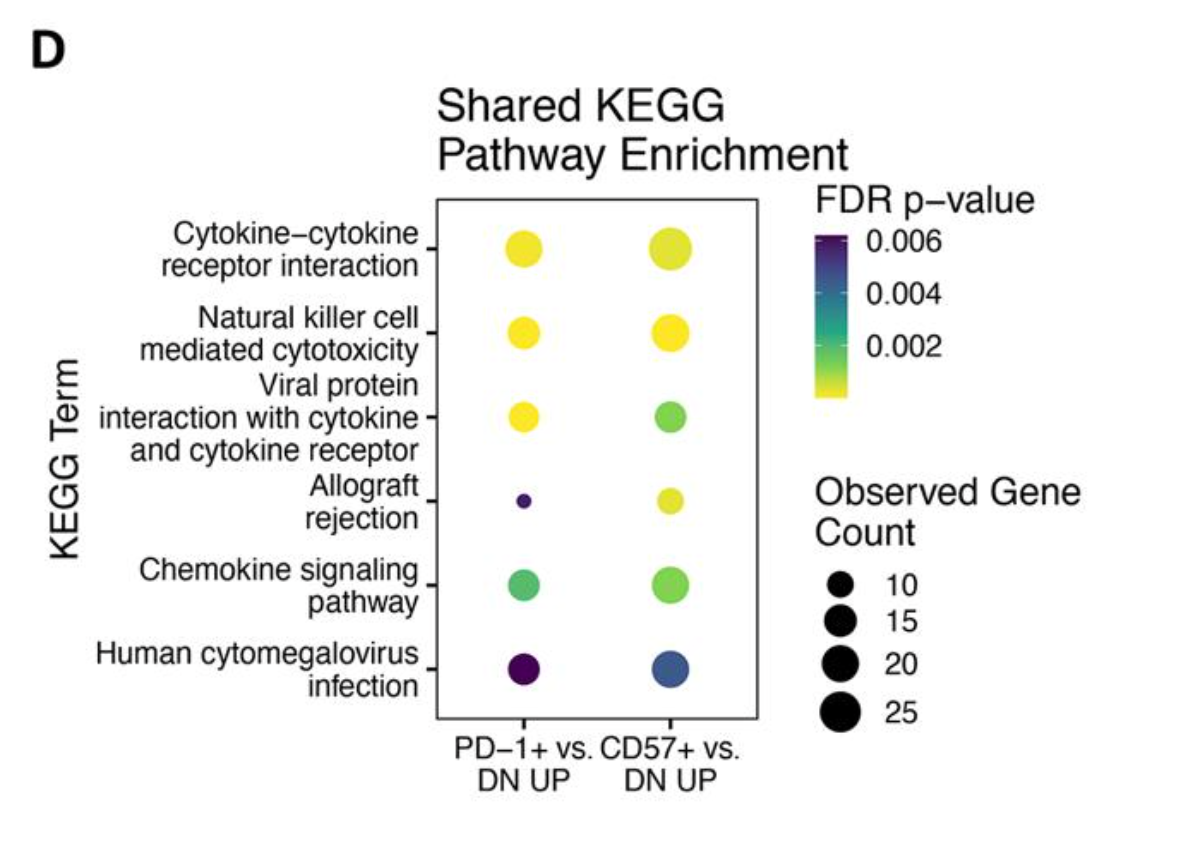 D
Shared KEGG
Pathway Enrichment
KEGG Term
Cytokine–cytokine
receptor interaction
Natural killer cell
mediated cytotoxicity
Viral protein
interaction with cytokine
and cytokine receptor
Allograft
rejection
Chemokine signaling
pathway
Human cytomegalovirus
infection
PD–1+ vs.
DN UP
CD57+ vs.
DN UP
FDR p–value
0.006
0.004
0.002
Observed Gene
Count
10
15
20
25